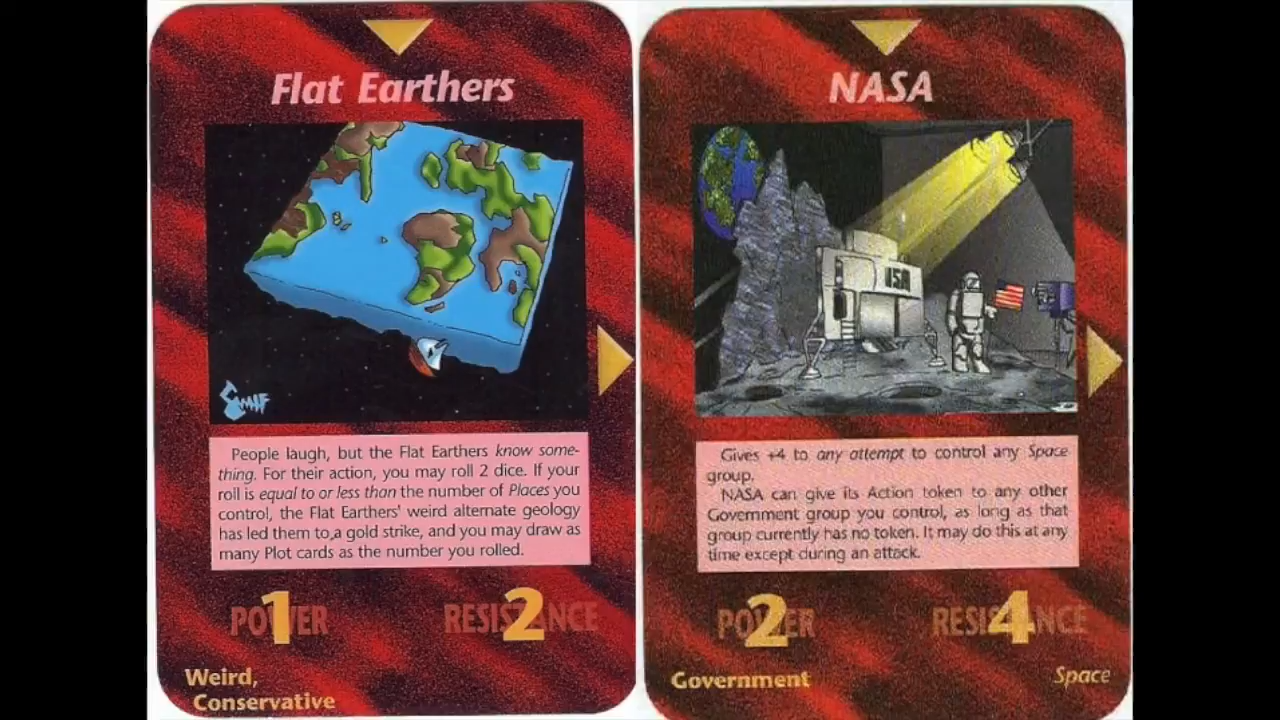 Flat Earthers
People laugh, but the Flat Earthers know some-
thing. For their action, you may roll 2 dice. If your
roll is equal to or less than the number of Places you
control, the Flat Earthers' weird alternate geology
has led them to a gold strike, and you may draw as
many Plot cards as the number you rolled.
POWER 1
RESISTANCE 2
Weird,
Conservative
NASA
USA
Gives +4 to any attempt to control any Space
group.
NASA can give its Action token to any other
Government group you control, as long as that
group currently has no token. It may do this at any
time except during an attack.
POWER 2
RESISTANCE 4
Government
Space